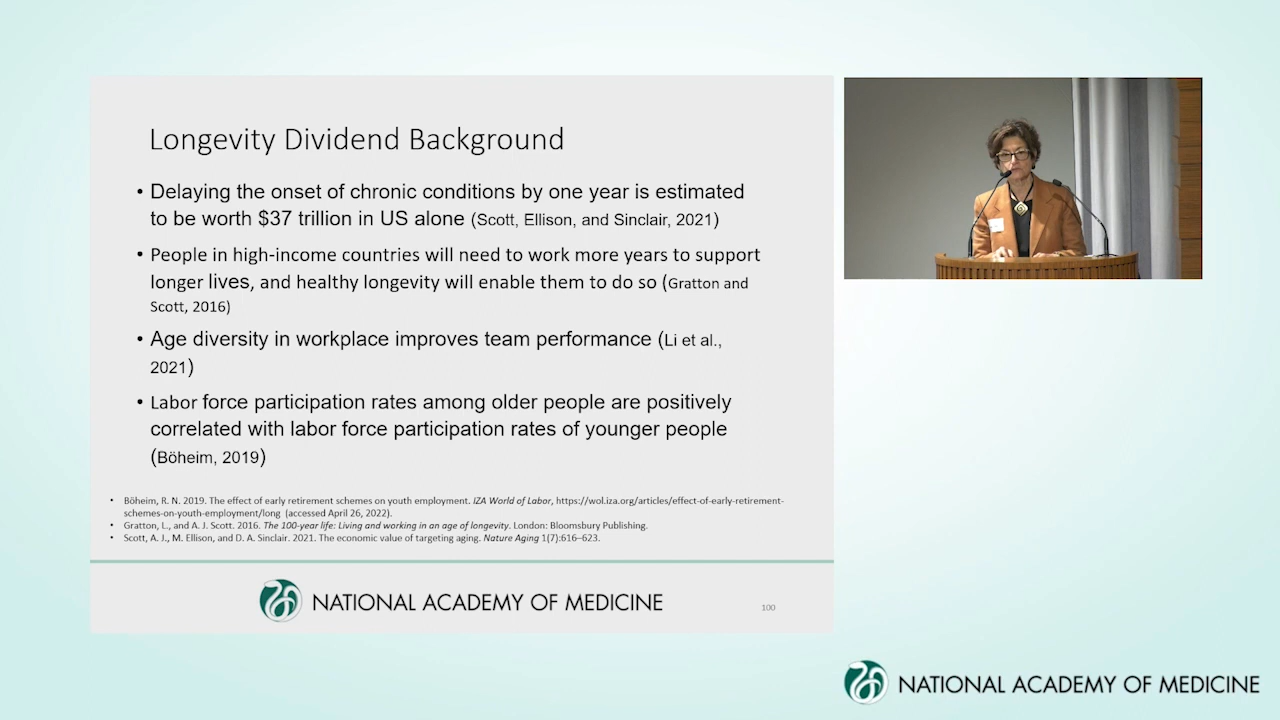 Longevity Dividend Background
• Delaying the onset of chronic conditions by one year is estimated
to be worth $37 trillion in US alone (Scott, Ellison, and Sinclair, 2021)
• People in high-income countries will need to work more years to support
longer lives, and healthy longevity will enable them to do so (Gratton and
Scott, 2016)
• Age diversity in workplace improves team performance (Li et al.,
2021)
• Labor force participation rates among older people are positively
correlated with labor force participation rates of younger people
(Böheim, 2019)
• Böheim, R. N. 2019. The effect of early retirement schemes on youth employment. IZA World of Labor, https://wol.iza.org/articles/effect-of-early-retirement-
schemes-on-youth-employment/long (accessed April 26, 2022).
• Gratton, L., and A. J. Scott. 2016. The 100-year life: Living and working in an age of longevity. London: Bloomsbury Publishing.
• Scott, A. J., M. Ellison, and D. A. Sinclair. 2021. The economic value of targeting aging. Nature Aging 1(7):616–623.
NATIONAL ACADEMY OF MEDICINE
100
NATIONAL ACADEMY OF MEDICINE